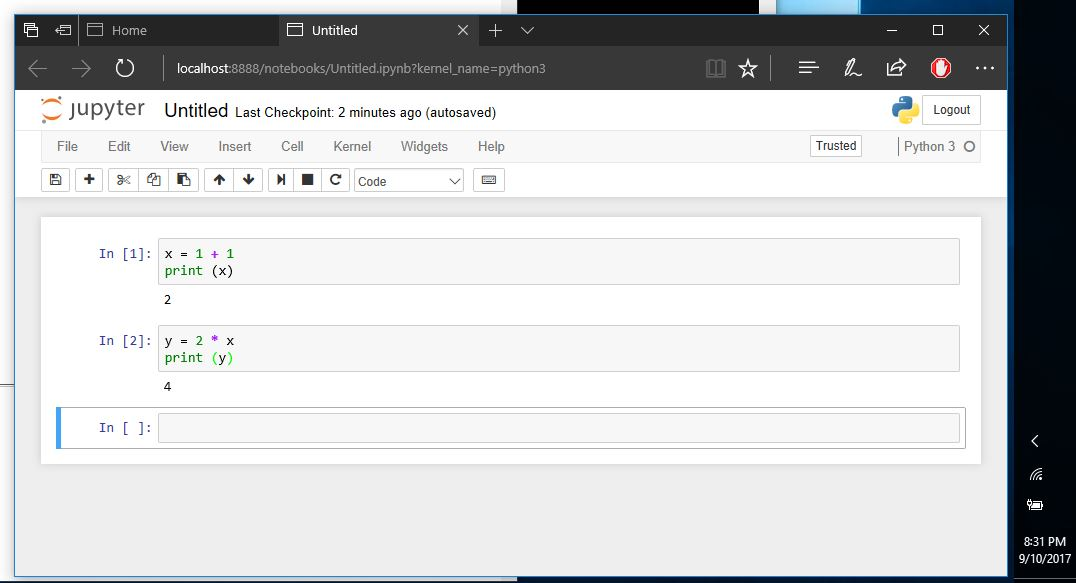 Home
Untitled
localhost:8888/notebooks/Untitled.ipynb?kernel_name=python3
jupyter Untitled Last Checkpoint: 2 minutes ago (autosaved)
Logout
File Edit View Insert Cell Kernel Widgets Help
Trusted
Python 3
Code
In [1]: x = 1 + 1
print (x)
2
In [2]: y = 2 * x
print (y)
4
In [ ]:
8:31 PM
9/10/2017